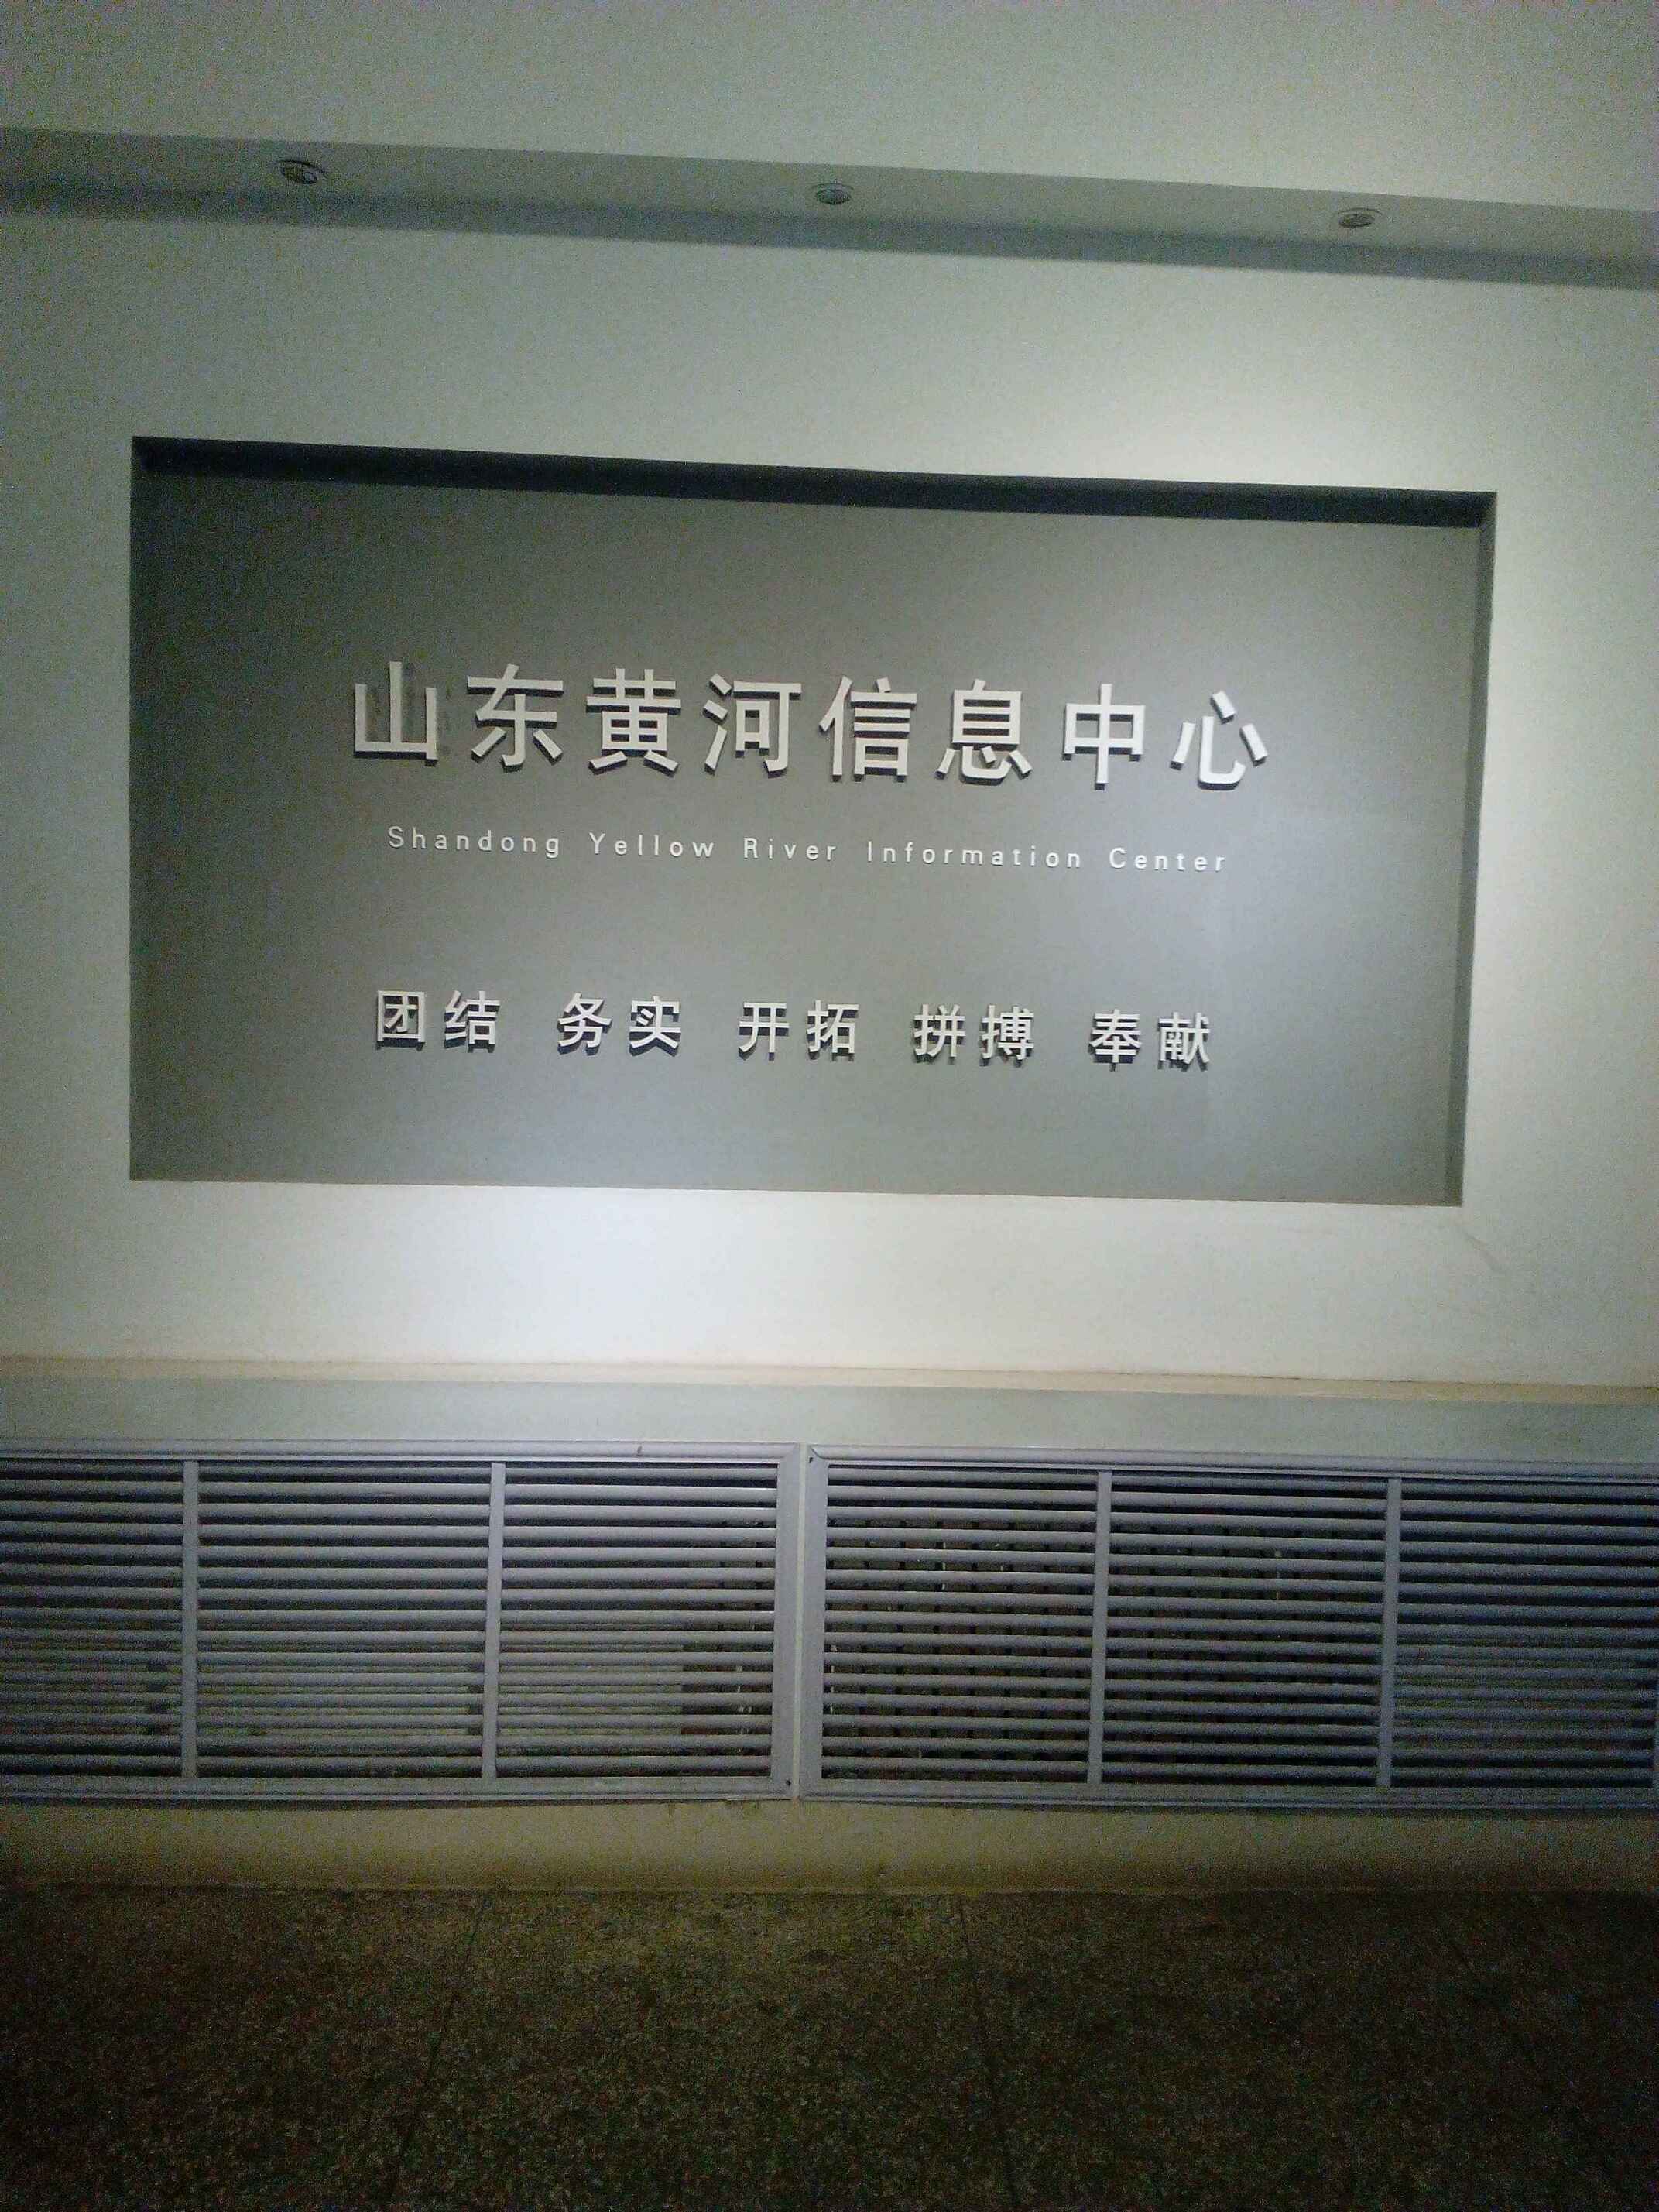 山东黄河信息中心
Shandong Yellow River Information Center
团结 务实 开拓 拼搏 奉献